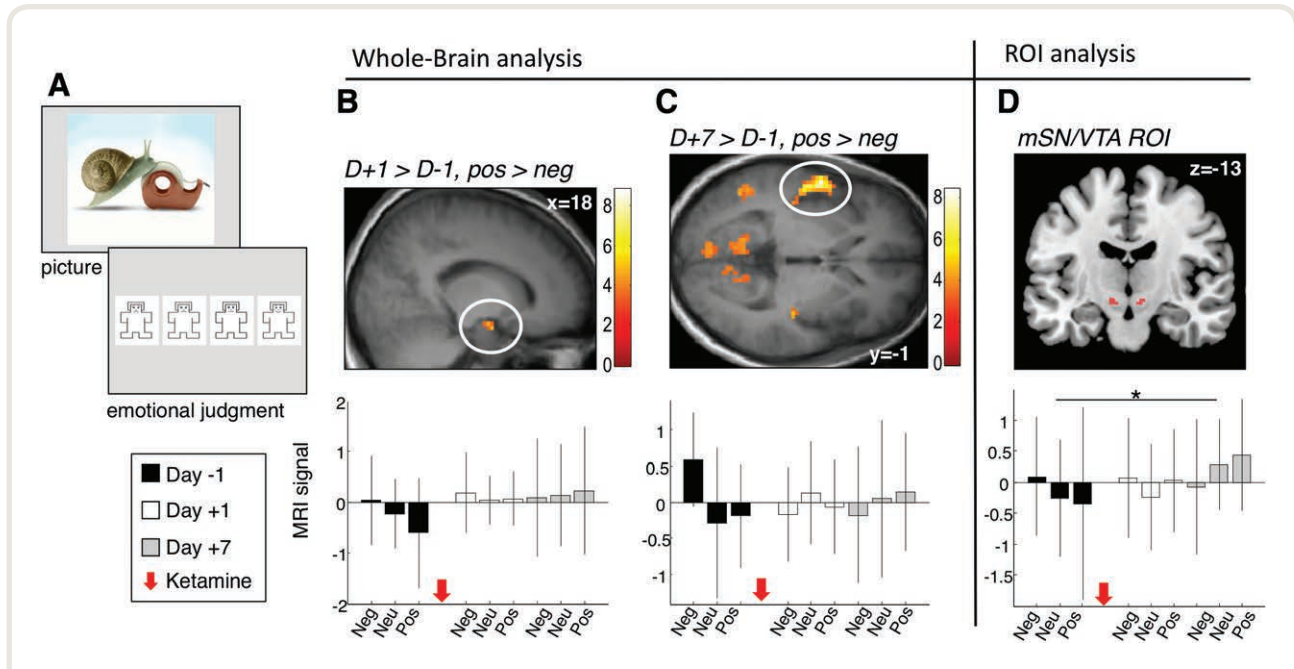 Whole-Brain analysis
ROI analysis
A
picture
emotional judgment
Day -1
Day +1
Day +7
Ketamine
B
D+1 > D-1, pos > neg
x=18
8
6
4
2
0
MRI signal
2
1
0
-1
-2
Neg
Neu
Pos
Neg
Neu
Pos
Neg
Neu
Pos
C
D+7 > D-1, pos > neg
y=-1
8
6
4
2
0
1
0.5
0
-0.5
-1
Neg
Neu
Pos
Neg
Neu
Pos
Neg
Neu
Pos
D
mSN/VTA ROI
z=-13
*
1
0.5
0
-0.5
-1
-1.5
Neg
Neu
Pos
Neg
Neu
Pos
Neg
Neu
Pos